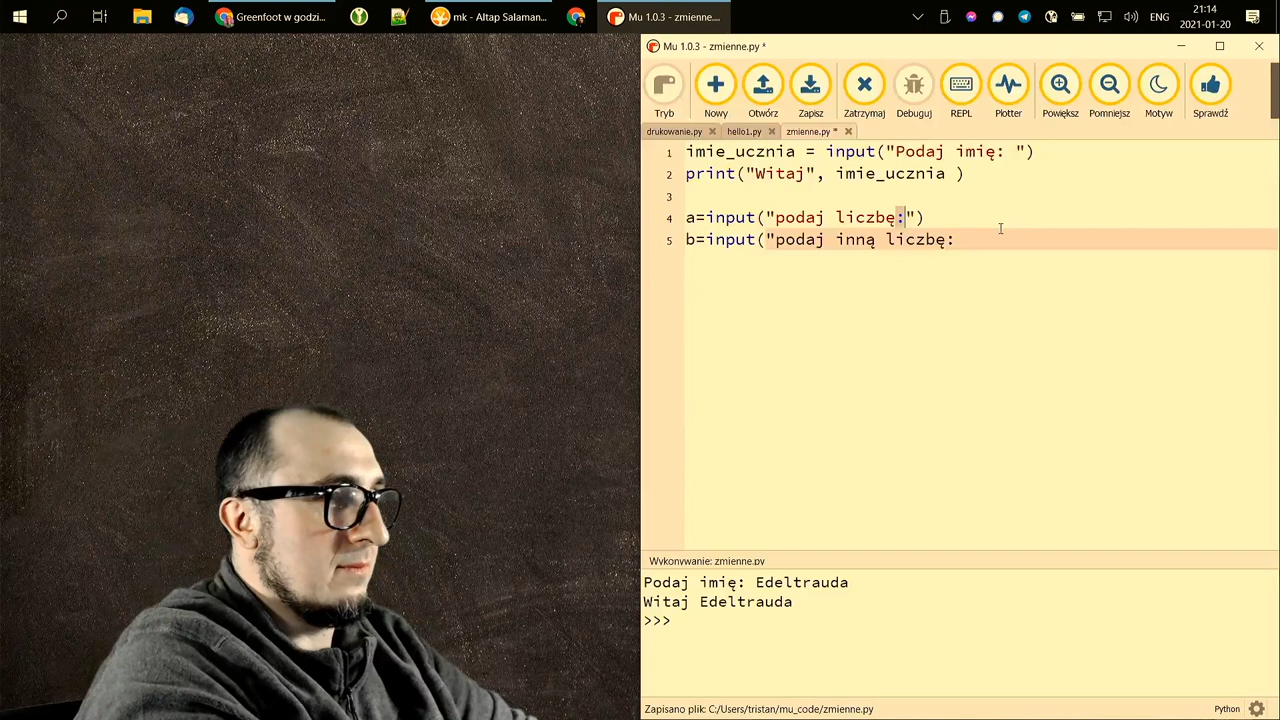 Greenfoot w godzi...
mk - Altap Salaman...
Mu 1.0.3 - zmienne....
ENG
21:14
2021-01-20
Mu 1.0.3 - zmienne.py *
Tryb
Nowy
Otwórz
Zapisz
Zatrzymaj
Debuguj
REPL
Plotter
Powiększ
Pomniejsz
Motyw
Sprawdź
drukowanie.py
hello1.py
zmienne.py *
1 imie_ucznia = input("Podaj imię: ")
2 print("Witaj", imie_ucznia )
3
4 a=input("podaj liczbę:")
5 b=input("podaj inną liczbę:
Wykonywanie: zmienne.py
Podaj imię: Edeltrauda
Witaj Edeltrauda
>>>
Zapisano plik: C:/Users/tristan/mu_code/zmienne.py
Python